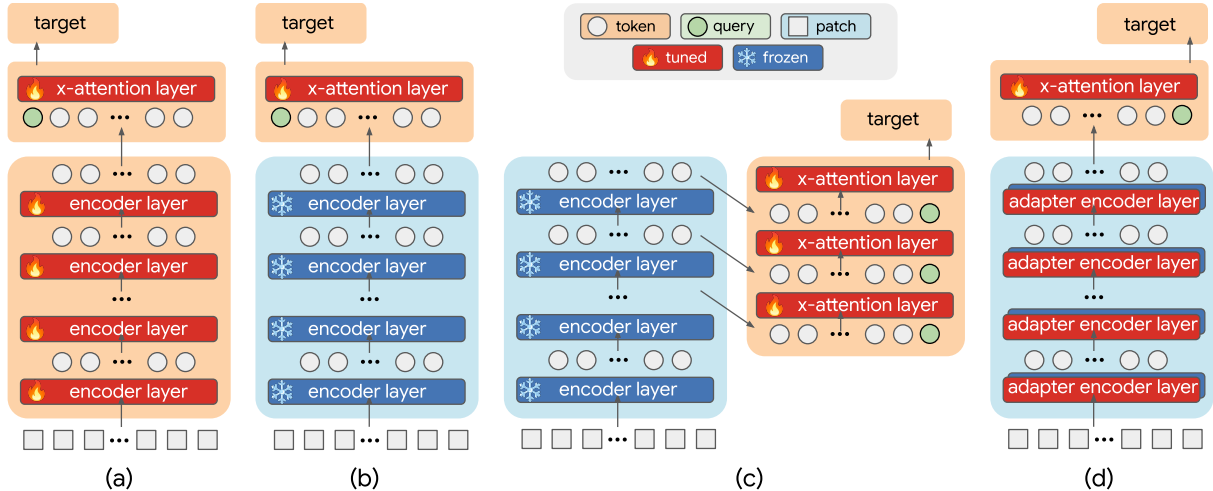 target
x-attention layer
...
encoder layer
...
encoder layer
...
encoder layer
...
encoder layer
...
(a)
target
x-attention layer
...
encoder layer
...
encoder layer
...
encoder layer
...
encoder layer
...
(b)
token
query
patch
tuned
frozen
...
encoder layer
...
encoder layer
...
encoder layer
...
encoder layer
...
target
x-attention layer
...
x-attention layer
...
x-attention layer
...
(c)
target
x-attention layer
...
adapter encoder layer
...
adapter encoder layer
...
adapter encoder layer
...
adapter encoder layer
...
(d)